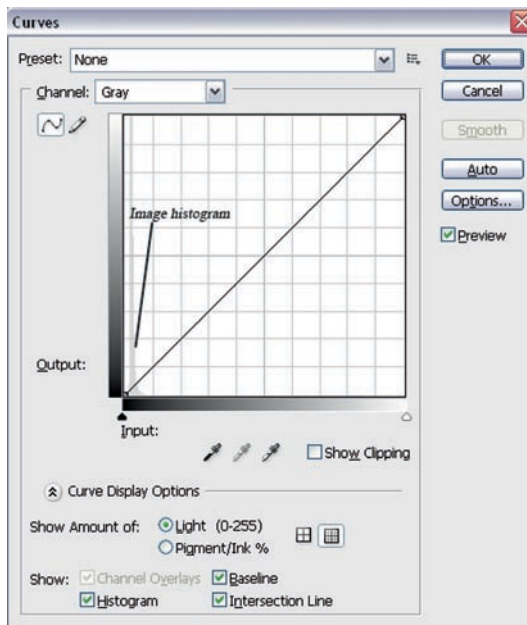 Curves
Preset: None
OK
Channel: Gray
Cancel
Smooth
Auto
Options...
Preview
Image histogram
Output:
Input:
Show Clipping
Curve Display Options
Show Amount of: Light (0-255)
Pigment/Ink %
Show: Channel Overlays Baseline
Histogram Intersection Line